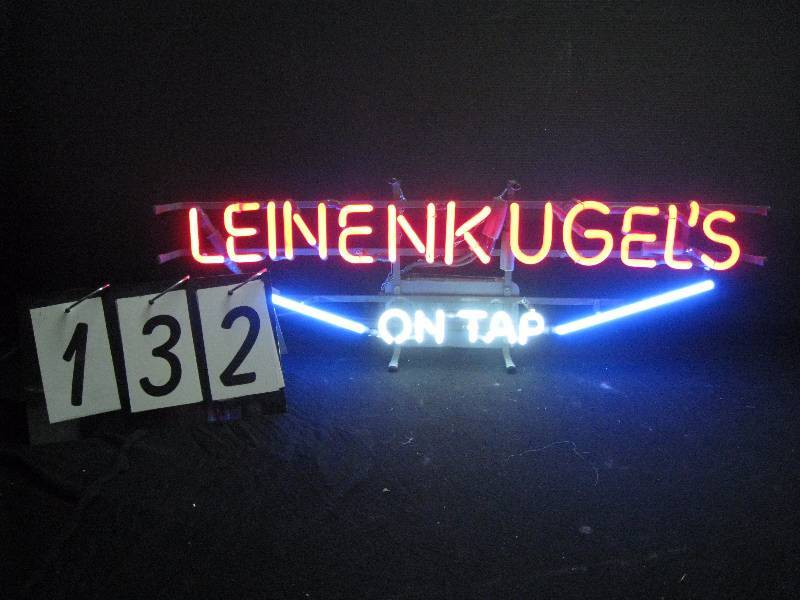 LEINENKUGEL'S
ON TAP
132